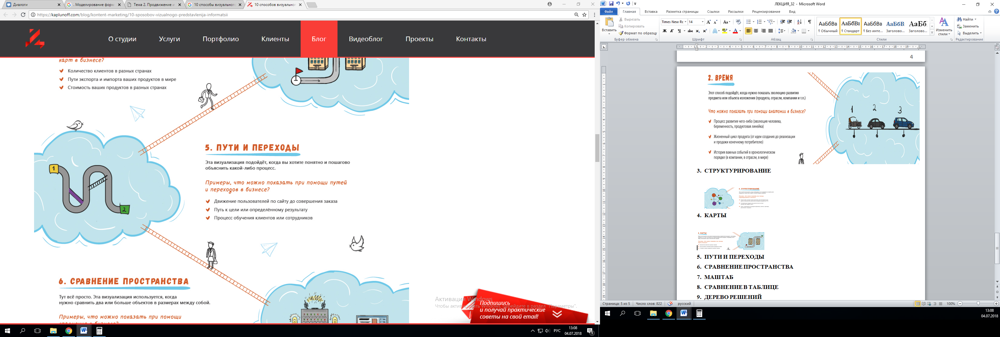 Диалоги
. Моделирование форм
Тема 2. Продвижение и
10 способы визуального
10 способов визуальног
https://kaplunoff.com/blog/kontent-marketing/10-sposobov-vizualnogo-predstavlenija-informatsii
О студии
Услуги
Портфолио
Клиенты
Блог
Видеоблог
Проекты
Контакты
карт в бизнесе?
Количество клиентов в разных странах
Пути экспорта и импорта ваших продуктов в мире
Стоимость ваших продуктов в разных странах
1
2
5. ПУТИ И ПЕРЕХОДЫ
Эта визуализация подойдёт, когда вы хотите понятно и пошагово
объяснить какой-либо процесс.
Примеры, что можно показать при помощи путей
и переходов в бизнесе?
Движение пользователей по сайту до совершения заказа
Путь к цели или определённому результату
Процесс обучения клиентов или сотрудников
6. СРАВНЕНИЕ ПРОСТРАНСТВА
Тут всё просто. Эта визуализация используется, когда
нужно сравнить два или больше объектов в размерах между собой.
Примеры, что можно показать при помощи
Активация Windows
Чтобы активировать Windows, перейдите в раздел "Параметры".
Подпишись
и получай практические
советы на свой email!
РУС
13:08
04.07.2018
1
ЛЕКЦИЯ_32 - Microsoft Word
Файл
Главная
Вставка
Разметка страницы
Ссылки
Рассылки
Рецензирование
Вид
Вставить
Вырезать
Копировать
Формат по образцу
Буфер обмена
Times New Rc
14
Шрифт
Абзац
АаБбВв
¶ Обычный
АаБбВв
¶ Стандарт
АаБбВв
¶ Без инте...
АаБбВ
Заголово...
АаБб
Заголово...
Стили
Изменить
стили
Найти
Заменить
Выделить
Редактирование
4
2. ВРЕМЯ
Этот способ подойдёт, когда нужно показать эволюцию развития
предмета или объекта изложения (продукта, отрасли, компании и т.п.)
Что можно показать при помощи анатомии в бизнесе?
Процесс развития чего-либо (эволюция человека,
беременность, продуктовая линейка)
Жизненный цикл продукта (от идеи создания до реализации
и продажи конечному потребителю)
История важных событий в хронологическом
порядке (в компании, в отрасли, в мире)
1
2
3
3. СТРУКТУРИРОВАНИЕ
3. СТРУКТУРИРОВАНИЕ
4. КАРТЫ
4. КАРТЫ
5. ПУТИ И ПЕРЕХОДЫ
6. СРАВНЕНИЕ ПРОСТРАНСТВА
7. МАШТАБ
8. СРАВНЕНИЕ В ТАБЛИЦЕ
9. ДЕРЕВО РЕШЕНИЙ
Страница: 5 из 5
Число слов: 822
русский
100%
13:08
04.07.2018